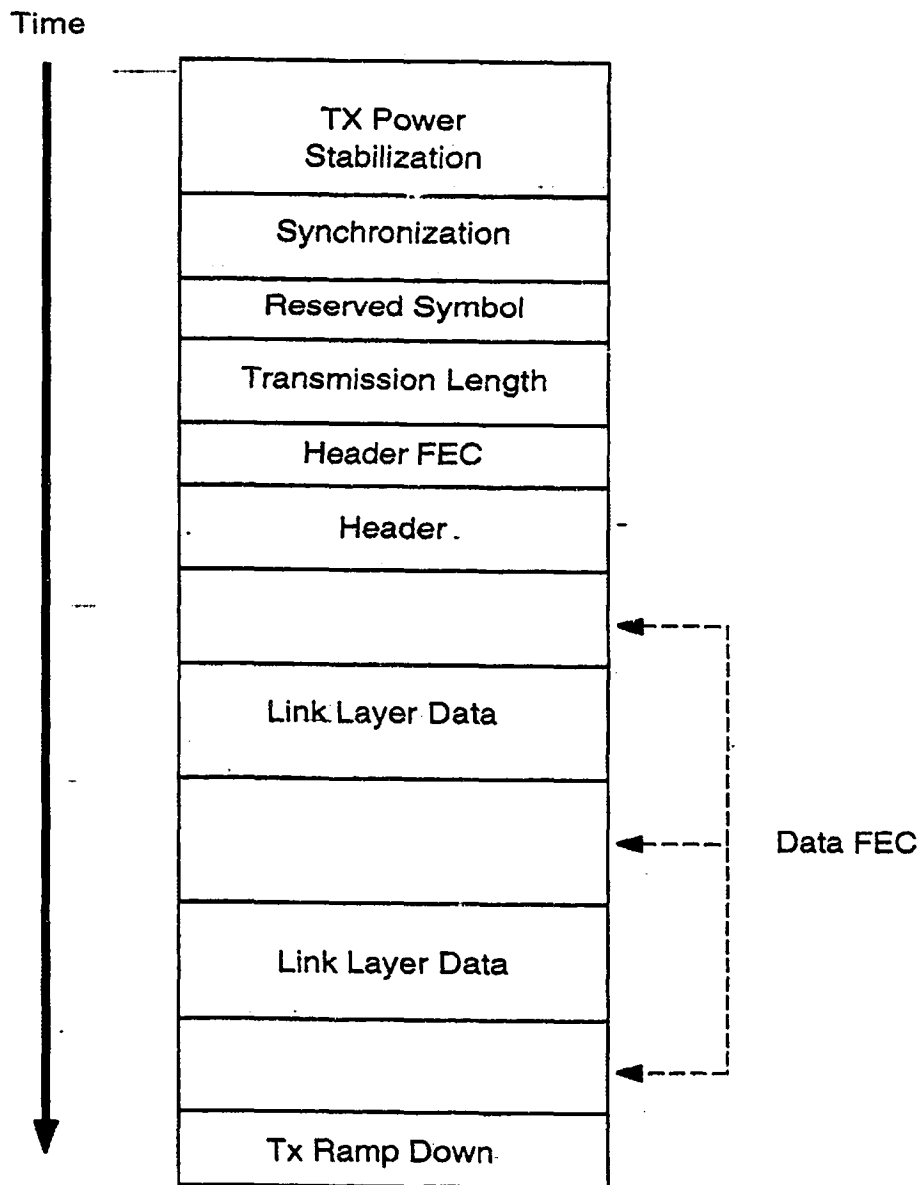 Time
TX Power
Stabilization
Synchronization
Reserved Symbol
Transmission Length
Header FEC
Header
Link Layer Data
Data FEC
Link Layer Data
Tx Ramp Down